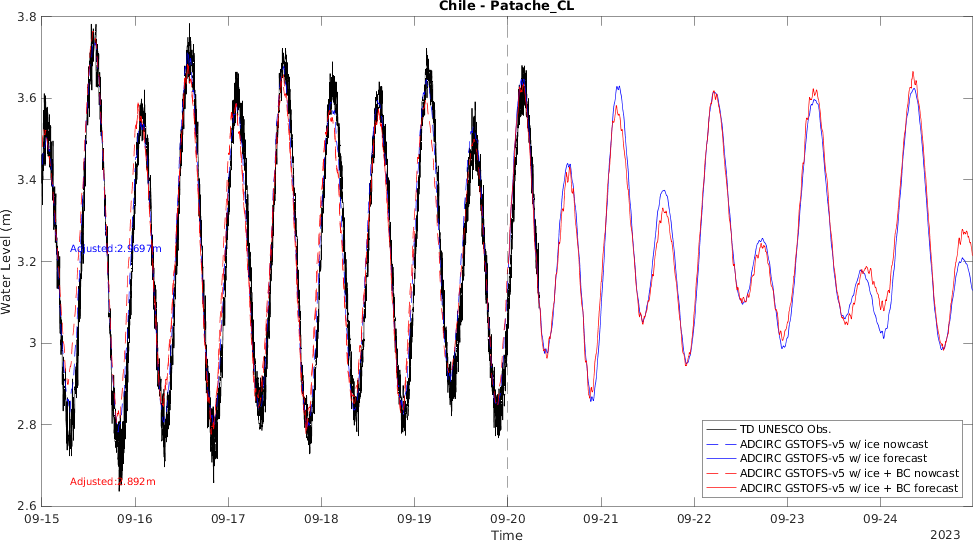 Chile - Patache_CL
3.8
3.6
3.4
3.2
3
2.8
2.6
Water Level (m)
Adjusted:2.9697m
Adjusted:
892m
TD UNESCO Obs.
ADCIRC GSTOFS-v5 w/ ice nowcast
ADCIRC GSTOFS-v5 w/ ice forecast
ADCIRC GSTOFS-v5 w/ ice + BC nowcast
ADCIRC GSTOFS-v5 w/ ice + BC forecast
09-15
09-16
09-17
09-18
09-19
09-20
09-21
09-22
09-23
09-24
Time
2023